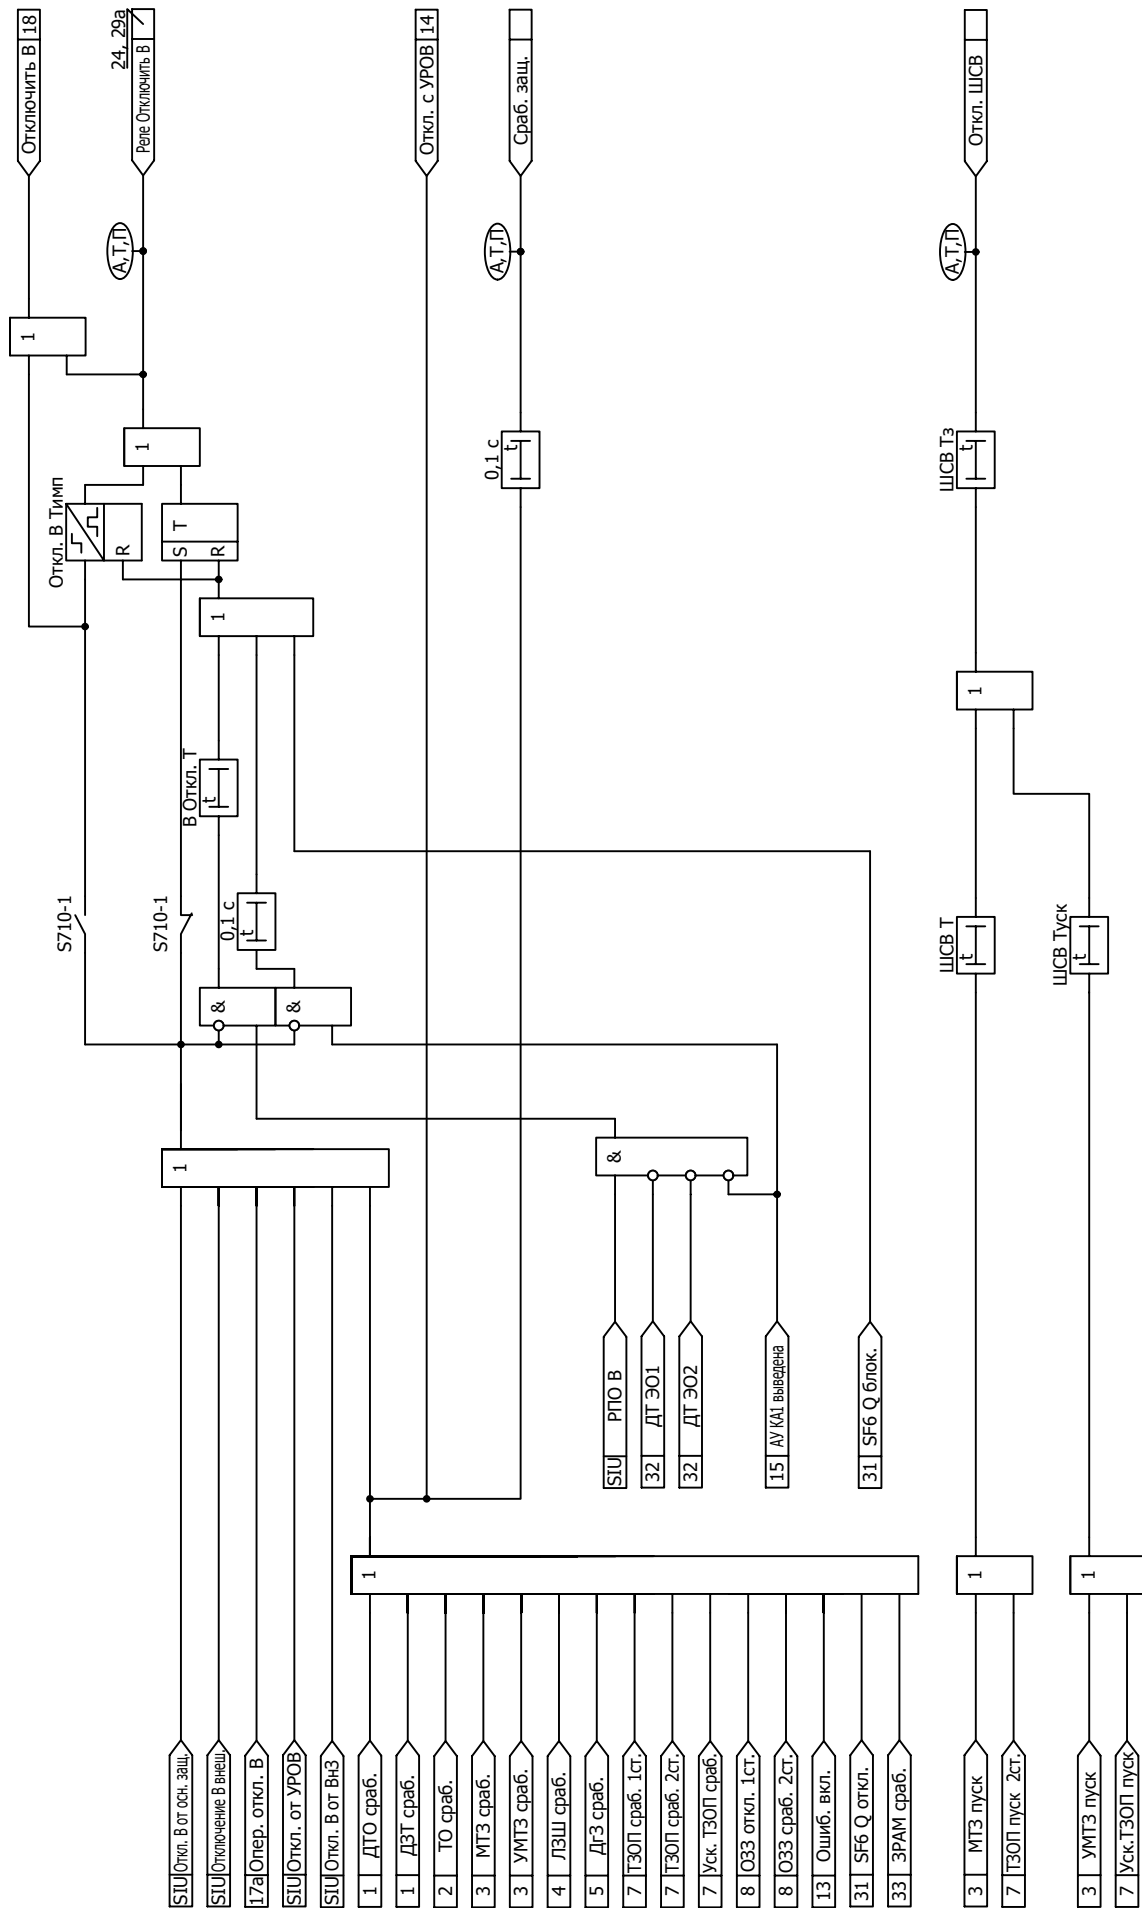 Отключить В 18
24, 29а
Реле Отключить В
Откл. с УРОВ 14
Сраб. защ.
Откл. ШСВ
А,Т,П
А,Т,П
А,Т,П
1
1
Откл. В Тимп
R
S T
R
1
0,1 с
t
ШСВ Тз
t
1
В Откл. Т
t
S710-1
S710-1
0,1 с
t
&
&
ШСВ Т
t
ШСВ Туск
t
1
&
SIU РПО В
32 ДТ ЭО1
32 ДТ ЭО2
15 АУ КА1 выведена
31 SF6 Q блок.
1
1
1
SIU Откл. В от осн. защ.
SIU Отключение В внеш.
17а Опер. откл. В
SIU Откл. от УРОВ
SIU Откл. В от ВнЗ
1 ДТО сраб.
1 ДЗТ сраб.
2 ТО сраб.
3 МТЗ сраб.
3 УМТЗ сраб.
4 ЛЗШ сраб.
5 ДгЗ сраб.
7 ТЗОП сраб. 1ст.
7 ТЗОП сраб. 2ст.
7 Уск. ТЗОП сраб.
8 ОЗЗ откл. 1ст.
8 ОЗЗ сраб. 2ст.
13 Ошиб. вкл.
31 SF6 Q откл.
33 ЗРАМ сраб.
3 МТЗ пуск
7 ТЗОП пуск 2ст.
3 УМТЗ пуск
7 Уск.ТЗОП пуск